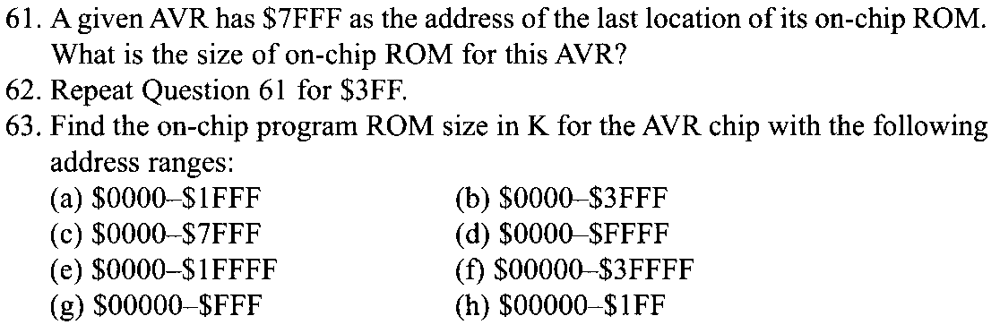 61. A given AVR has $7FFF as the address of the last location of its on-chip ROM.
What is the size of on-chip ROM for this AVR?
62. Repeat Question 61 for $3FF.
63. Find the on-chip program ROM size in K for the AVR chip with the following
address ranges:
(a) $0000–$1FFF (b) $0000–$3FFF
(c) $0000–$7FFF (d) $0000–$FFFF
(e) $0000–$1FFFF (f) $00000–$3FFFF
(g) $00000–$FFF (h) $00000–$1FF